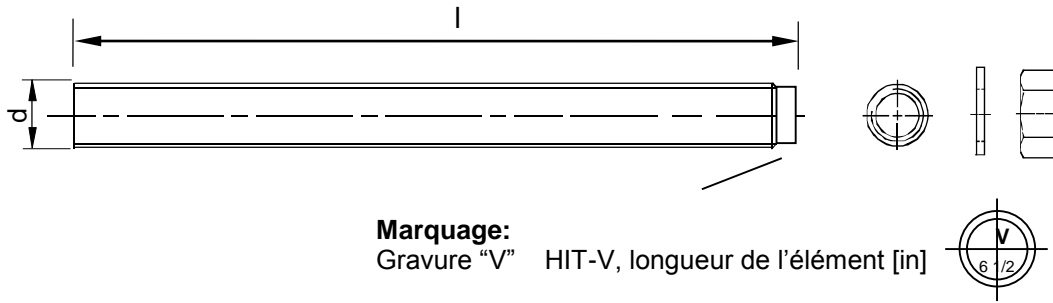 l
d
Marquage:
Gravure “V” HIT-V, longueur de l’élément [in]
V
6 1/2